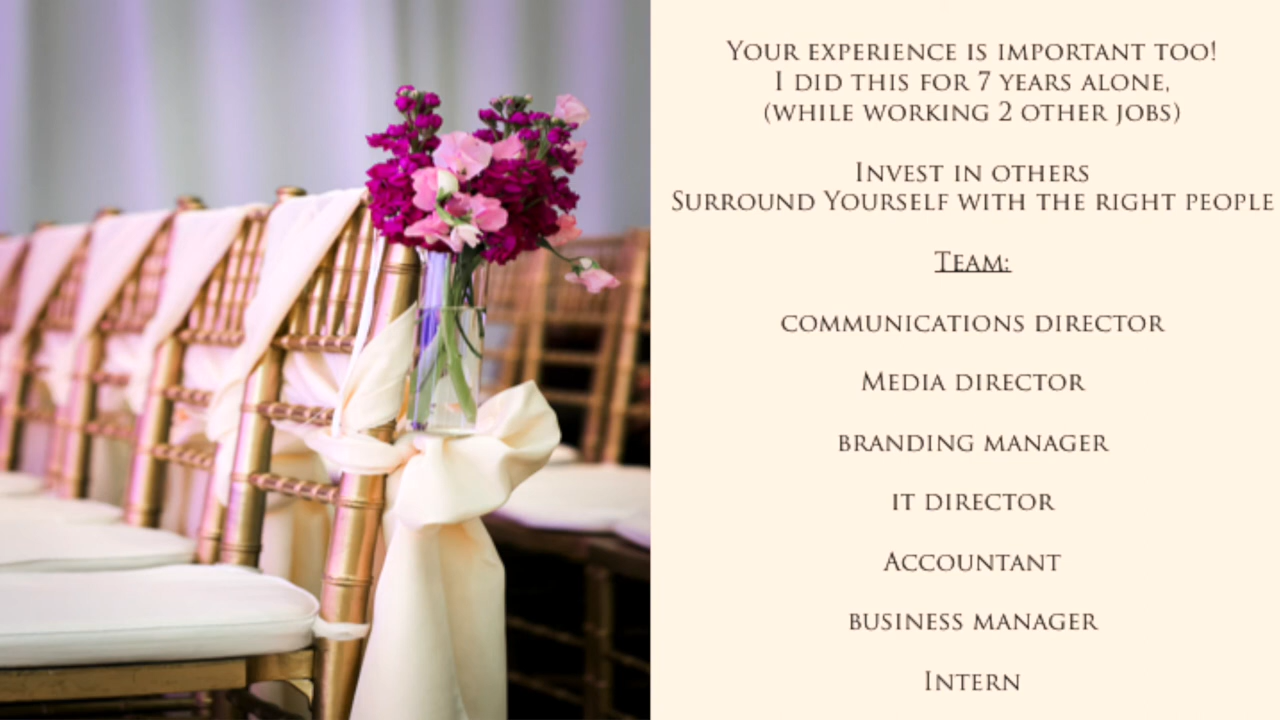 Your experience is important too!
I did this for 7 years alone,
(while working 2 other jobs)
Invest in others
Surround Yourself with the right people
Team:
communications director
Media director
branding manager
IT director
Accountant
business manager
Intern